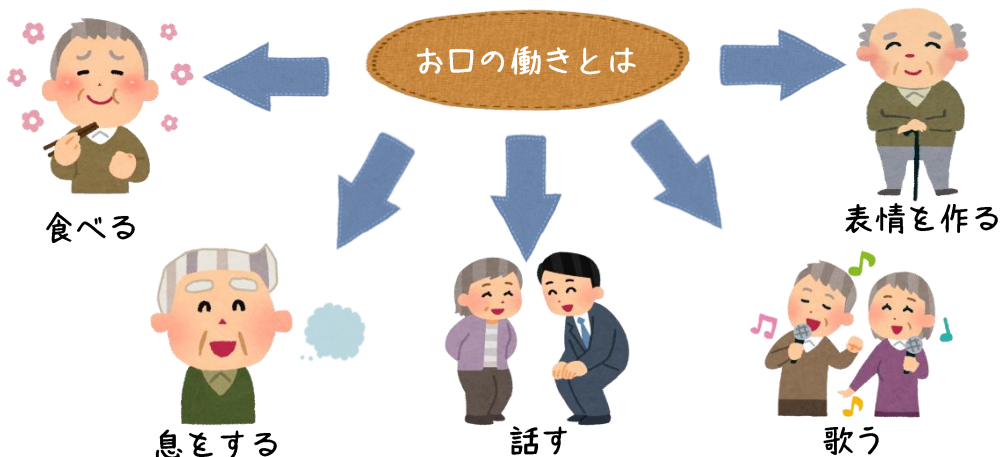 お口の働きとは
食べる
表情を作る
息をする
話す
歌う